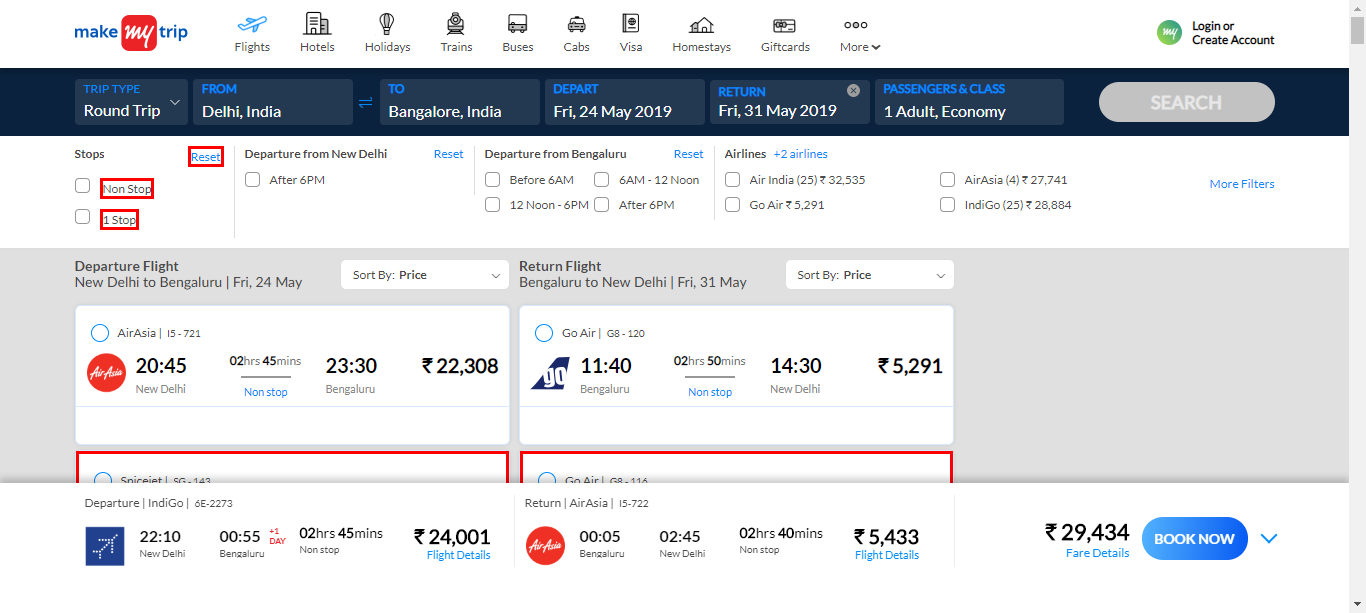 make my trip
Flights
Hotels
Holidays
Trains
Buses
Cabs
Visa
Homestays
Giftcards
More
my
Login or
Create Account
TRIP TYPE
Round Trip
FROM
Delhi, India
TO
Bangalore, India
DEPART
Fri, 24 May 2019
RETURN
Fri, 31 May 2019
PASSENGERS & CLASS
1 Adult, Economy
SEARCH
Stops
Reset
Non Stop
1 Stop
Departure from New Delhi
Reset
After 6PM
Departure from Bengaluru
Reset
Before 6AM
6AM - 12 Noon
12 Noon - 6PM
After 6PM
Airlines +2 airlines
Air India (25) ₹ 32,535
AirAsia (4) ₹ 27,741
Go Air ₹ 5,291
IndiGo (25) ₹ 28,884
More Filters
Departure Flight
New Delhi to Bengaluru | Fri, 24 May
Sort By: Price
Return Flight
Bengaluru to New Delhi | Fri, 31 May
Sort By: Price
AirAsia | I5 - 721
AirAsia
20:45
New Delhi
02hrs 45mins
Non stop
23:30
Bengaluru
₹ 22,308
Go Air | G8 - 120
go
11:40
Bengaluru
02hrs 50mins
Non stop
14:30
New Delhi
₹ 5,291
Spicejet | SG - 143
Go Air | G8 - 116
Departure | IndiGo | 6E-2273
22:10
New Delhi
00:55
Bengaluru
+1
DAY
02hrs 45mins
Non stop
₹ 24,001
Flight Details
Return | AirAsia | I5-722
AirAsia
00:05
Bengaluru
02:45
New Delhi
02hrs 40mins
Non stop
₹ 5,433
Flight Details
₹ 29,434
Fare Details
BOOK NOW